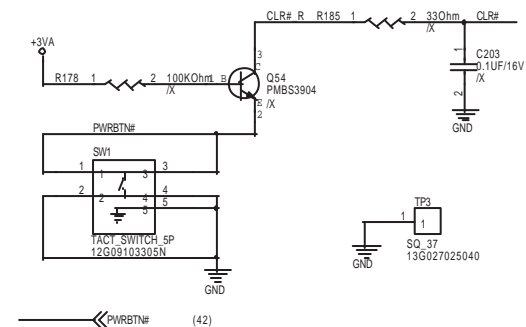 CLR#_R R185 1 2 33Ohm CLR#
/X
+3VA
3
C
1
C203
0.1UF/16V
/X
2
GND
R178 1 2 100KOhm 1 B
/X
Q54
PMBS3904
E /X
2
PWRBTN#
SW1
1 1 3 3
2 2 4 4
5 5
TACT_SWITCH_5P
12G09103305N
GND
TP3
1 1
SQ_37
13G027025040
GND
PWRBTN# (42)